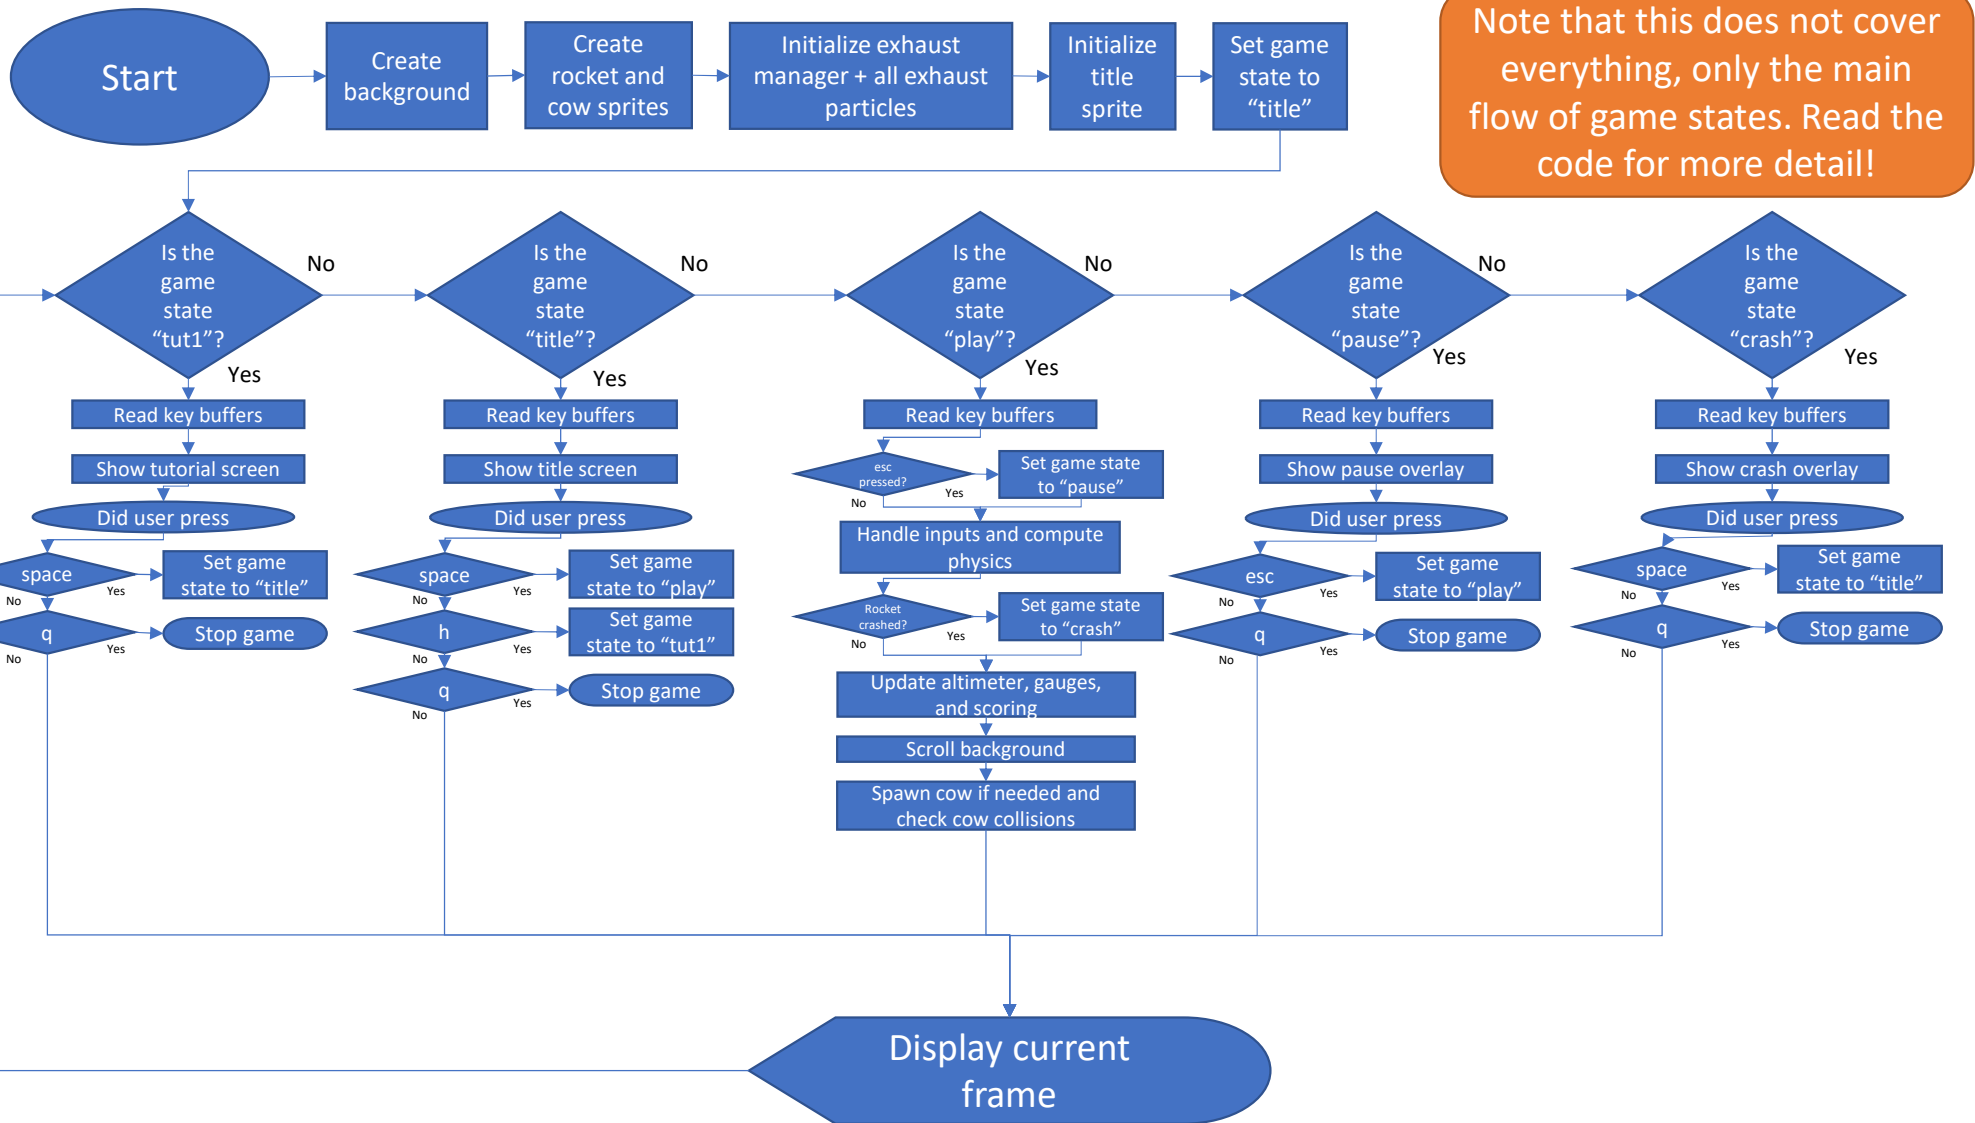 Start
Create
background
Create
rocket and
cow sprites
Initialize exhaust
manager + all exhaust
particles
Initialize
title
sprite
Set game
state to
“title”
Note that this does not cover
everything, only the main
flow of game states. Read the
code for more detail!
Is the
game
state
“tut1”?
No
Yes
Read key buffers
Show tutorial screen
Did user press
space
Yes
No
Set game
state to “title”
q
Yes
No
Stop game
Is the
game
state
“title”?
No
Yes
Read key buffers
Show title screen
Did user press
space
Yes
No
Set game
state to “play”
h
Yes
No
Set game
state to “tut1”
q
Yes
No
Stop game
Is the
game
state
“play”?
No
Yes
Read key buffers
esc
pressed?
Yes
No
Set game state
to “pause”
Handle inputs and compute
physics
Rocket
crashed?
Yes
No
Set game state
to “crash”
Update altimeter, gauges,
and scoring
Scroll background
Spawn cow if needed and
check cow collisions
Is the
game
state
“pause”?
No
Yes
Read key buffers
Show pause overlay
Did user press
esc
Yes
No
Set game
state to “play”
q
Yes
No
Stop game
Is the
game
state
“crash”?
Yes
Read key buffers
Show crash overlay
Did user press
space
Yes
No
Set game
state to “title”
q
Yes
No
Stop game
Display current
frame